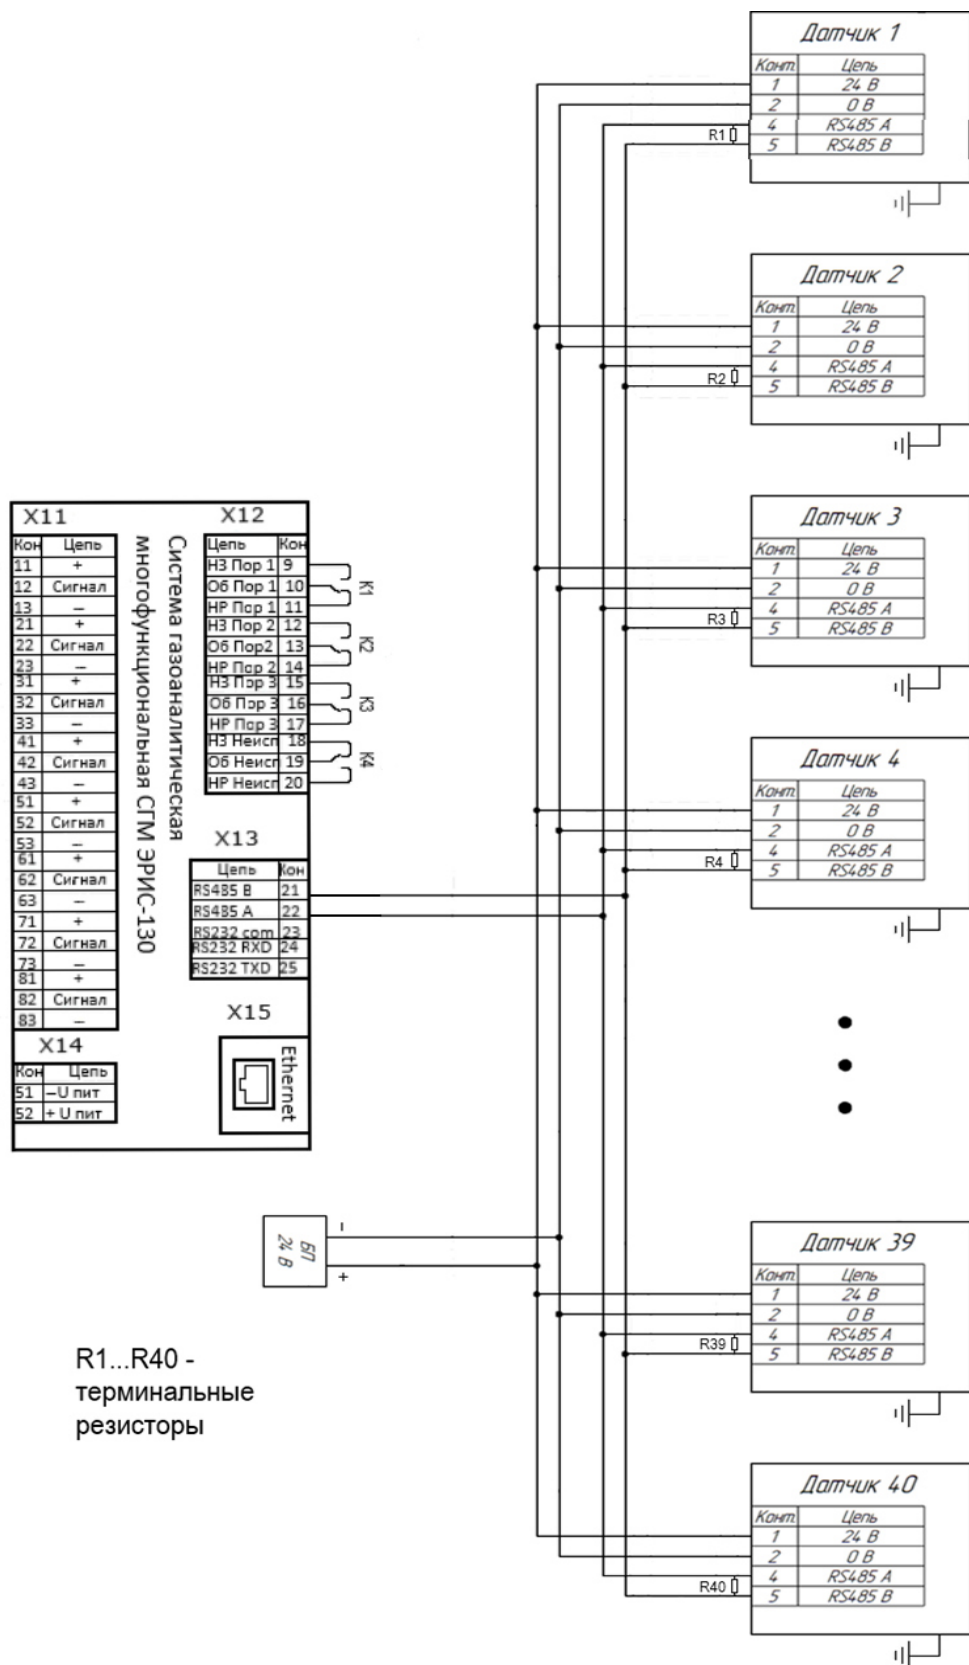 Датчик 1
Конт. Цепь
1 24 В
2 0 В
4 RS485 A
5 RS485 B
R1
Датчик 2
Конт. Цепь
1 24 В
2 0 В
4 RS485 A
5 RS485 B
R2
Датчик 3
Конт. Цепь
1 24 В
2 0 В
4 RS485 A
5 RS485 B
R3
Датчик 4
Конт. Цепь
1 24 В
2 0 В
4 RS485 A
5 RS485 B
R4
X11
Кон Цепь
11 +
12 Сигнал
13 –
21 +
22 Сигнал
23 –
31 +
32 Сигнал
33 –
41 +
42 Сигнал
43 –
51 +
52 Сигнал
53 –
61 +
62 Сигнал
63 –
71 +
72 Сигнал
73 –
81 +
82 Сигнал
83 –
X14
Кон Цепь
51 –U пит
52 + U пит
Система газоаналитическая
многофункциональная СГМ ЭРИС-130
X12
Цепь Кон
НЗ Пор 1 9
Об Пор 1 10
НР Пор 1 11
НЗ Пор 2 12
Об Пор2 13
НР Пор 2 14
НЗ Пор 3 15
Об Пор 3 16
НР Пор 3 17
НЗ Неисп 18
Об Неисп 19
НР Неисп 20
К1
К2
К3
К4
X13
Цепь Кон
RS485 B 21
RS485 A 22
RS232 com 23
RS232 RXD 24
RS232 TXD 25
X15
Ethernet
БП
24 В
–
+
R1...R40 -
терминальные
резисторы
Датчик 39
Конт. Цепь
1 24 В
2 0 В
4 RS485 A
5 RS485 B
R39
Датчик 40
Конт. Цепь
1 24 В
2 0 В
4 RS485 A
5 RS485 B
R40